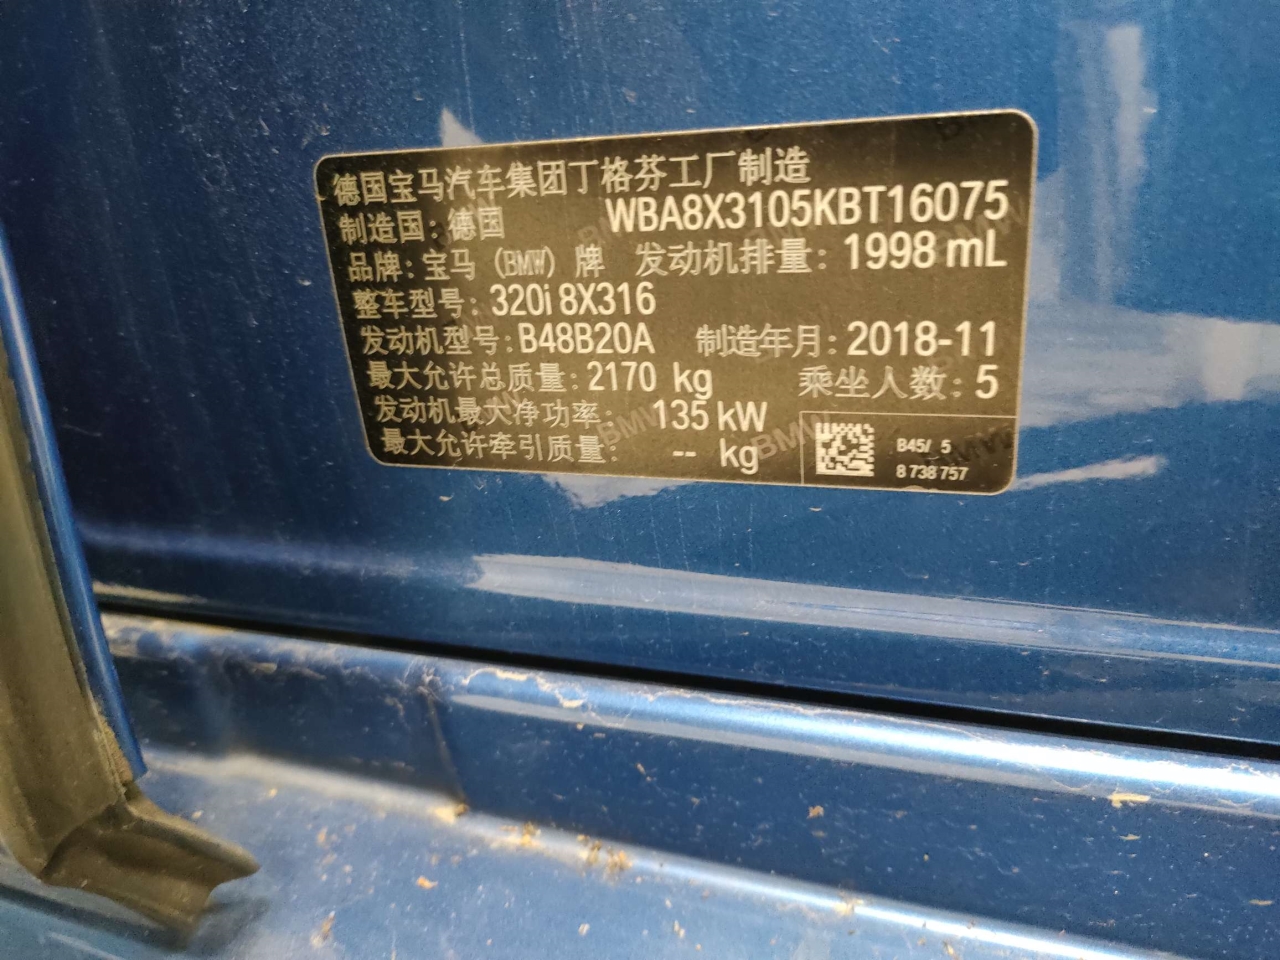 德国宝马汽车集团丁格芬工厂制造
制造国：德国 WBA8X3105KBT16075
品牌：宝马 (BMW) 牌 发动机排量：1998 mL
整车型号：320i 8X316
发动机型号：B48B20A 制造年月：2018-11
最大允许总质量：2170 kg 乘坐人数：5
发动机最大净功率： 135 kW
最大允许牵引质量： -- kg
B45/ 5
8 738 757